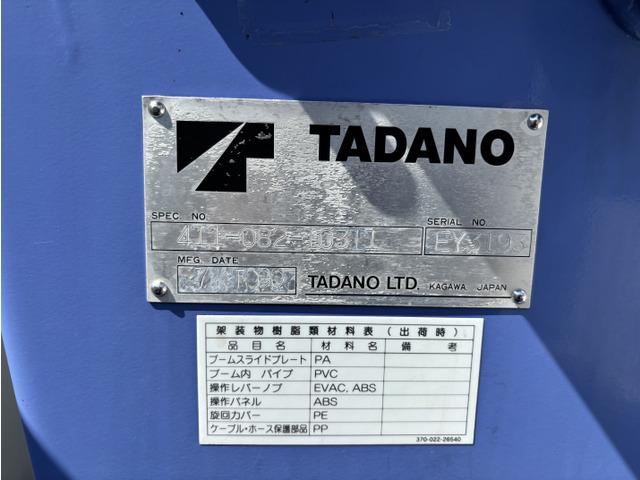 TADANO
SPEC NO.
SERIAL NO.
MFG. DATE
TADANO LTD. KAGAWA JAPAN
架装物樹脂類材料表(出荷時)
品目名 材料名 備考
ブームスライドプレート PA
ブーム内 パイプ PVC
操作レバーノブ EVAC, ABS
操作パネル ABS
旋回カバー PE
ケーブル・ホース保護部品 PP
370-022-26540